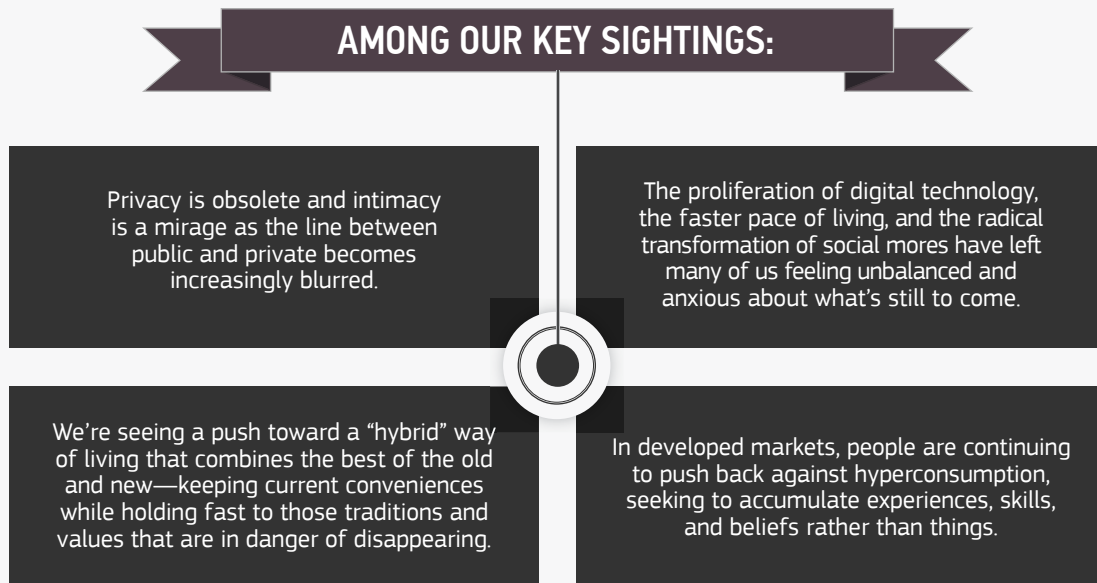 AMONG OUR KEY SIGHTINGS:
Privacy is obsolete and intimacy
is a mirage as the line between
public and private becomes
increasingly blurred.
The proliferation of digital technology,
the faster pace of living, and the radical
transformation of social mores have left
many of us feeling unbalanced and
anxious about what’s still to come.
We’re seeing a push toward a “hybrid” way
of living that combines the best of the old
and new—keeping current conveniences
while holding fast to those traditions and
values that are in danger of disappearing.
In developed markets, people are continuing
to push back against hyperconsumption,
seeking to accumulate experiences, skills,
and beliefs rather than things.